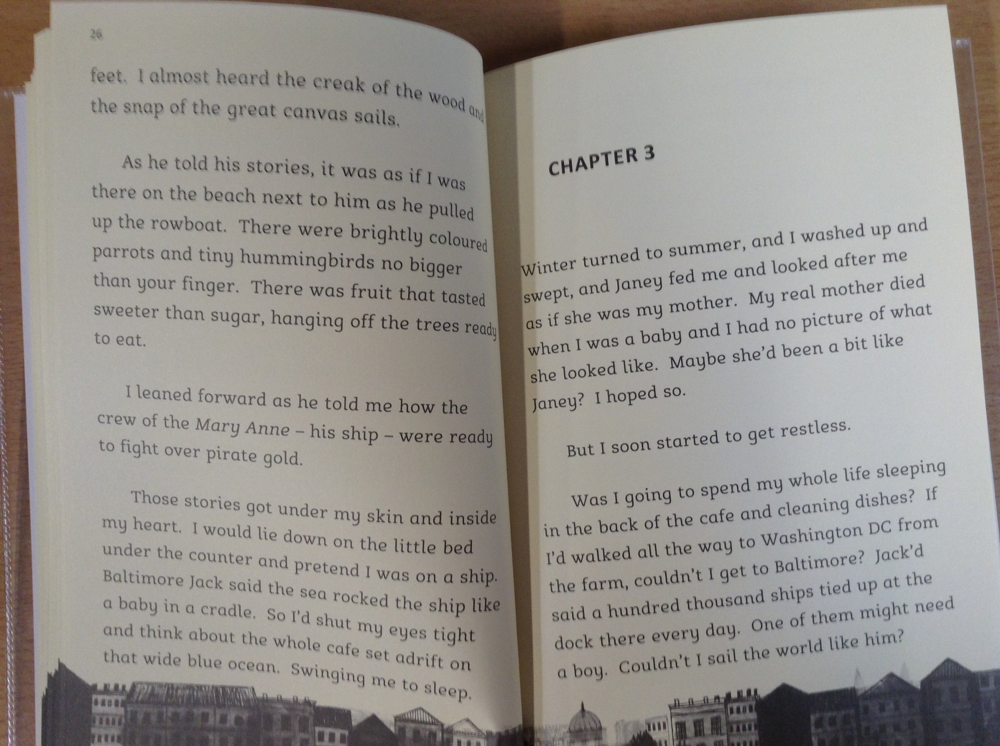 26
feet. I almost heard the creak of the wood and
the snap of the great canvas sails.
As he told his stories, it was as if I was
there on the beach next to him as he pulled
up the rowboat. There were brightly coloured
parrots and tiny hummingbirds no bigger
than your finger. There was fruit that tasted
sweeter than sugar, hanging off the trees ready
to eat.
I leaned forward as he told me how the
crew of the Mary Anne – his ship – were ready
to fight over pirate gold.
Those stories got under my skin and inside
my heart. I would lie down on the little bed
under the counter and pretend I was on a ship.
Baltimore Jack said the sea rocked the ship like
a baby in a cradle. So I'd shut my eyes tight
and think about the whole cafe set adrift on
that wide blue ocean. Swinging me to sleep.
CHAPTER 3
Winter turned to summer, and I washed up and
swept, and Janey fed me and looked after me
as if she was my mother. My real mother died
when I was a baby and I had no picture of what
she looked like. Maybe she'd been a bit like
Janey? I hoped so.
But I soon started to get restless.
Was I going to spend my whole life sleeping
in the back of the cafe and cleaning dishes? If
I'd walked all the way to Washington DC from
the farm, couldn't I get to Baltimore? Jack'd
said a hundred thousand ships tied up at the
dock there every day. One of them might need
a boy. Couldn't I sail the world like him?